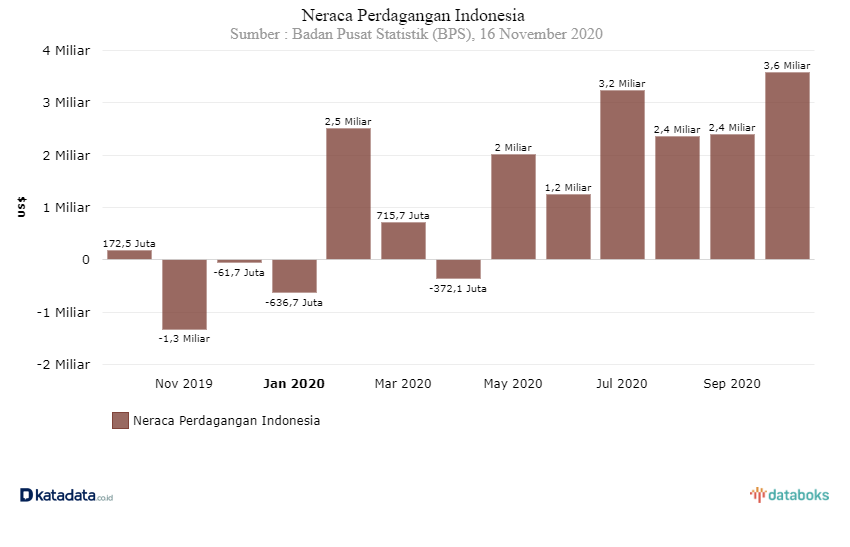 Neraca Perdagangan Indonesia
Sumber : Badan Pusat Statistik (BPS), 16 November 2020
4 Miliar
3,6 Miliar
3,2 Miliar
3 Miliar
2,5 Miliar
2,4 Miliar
2,4 Miliar
2 Miliar
2 Miliar
1,2 Miliar
US$
1 Miliar
715,7 Juta
172,5 Juta
0
-61,7 Juta
-372,1 Juta
-636,7 Juta
-1 Miliar
-1,3 Miliar
-2 Miliar
Nov 2019 Jan 2020 Mar 2020 May 2020 Jul 2020 Sep 2020
Neraca Perdagangan Indonesia
katadata.co.id
databoks